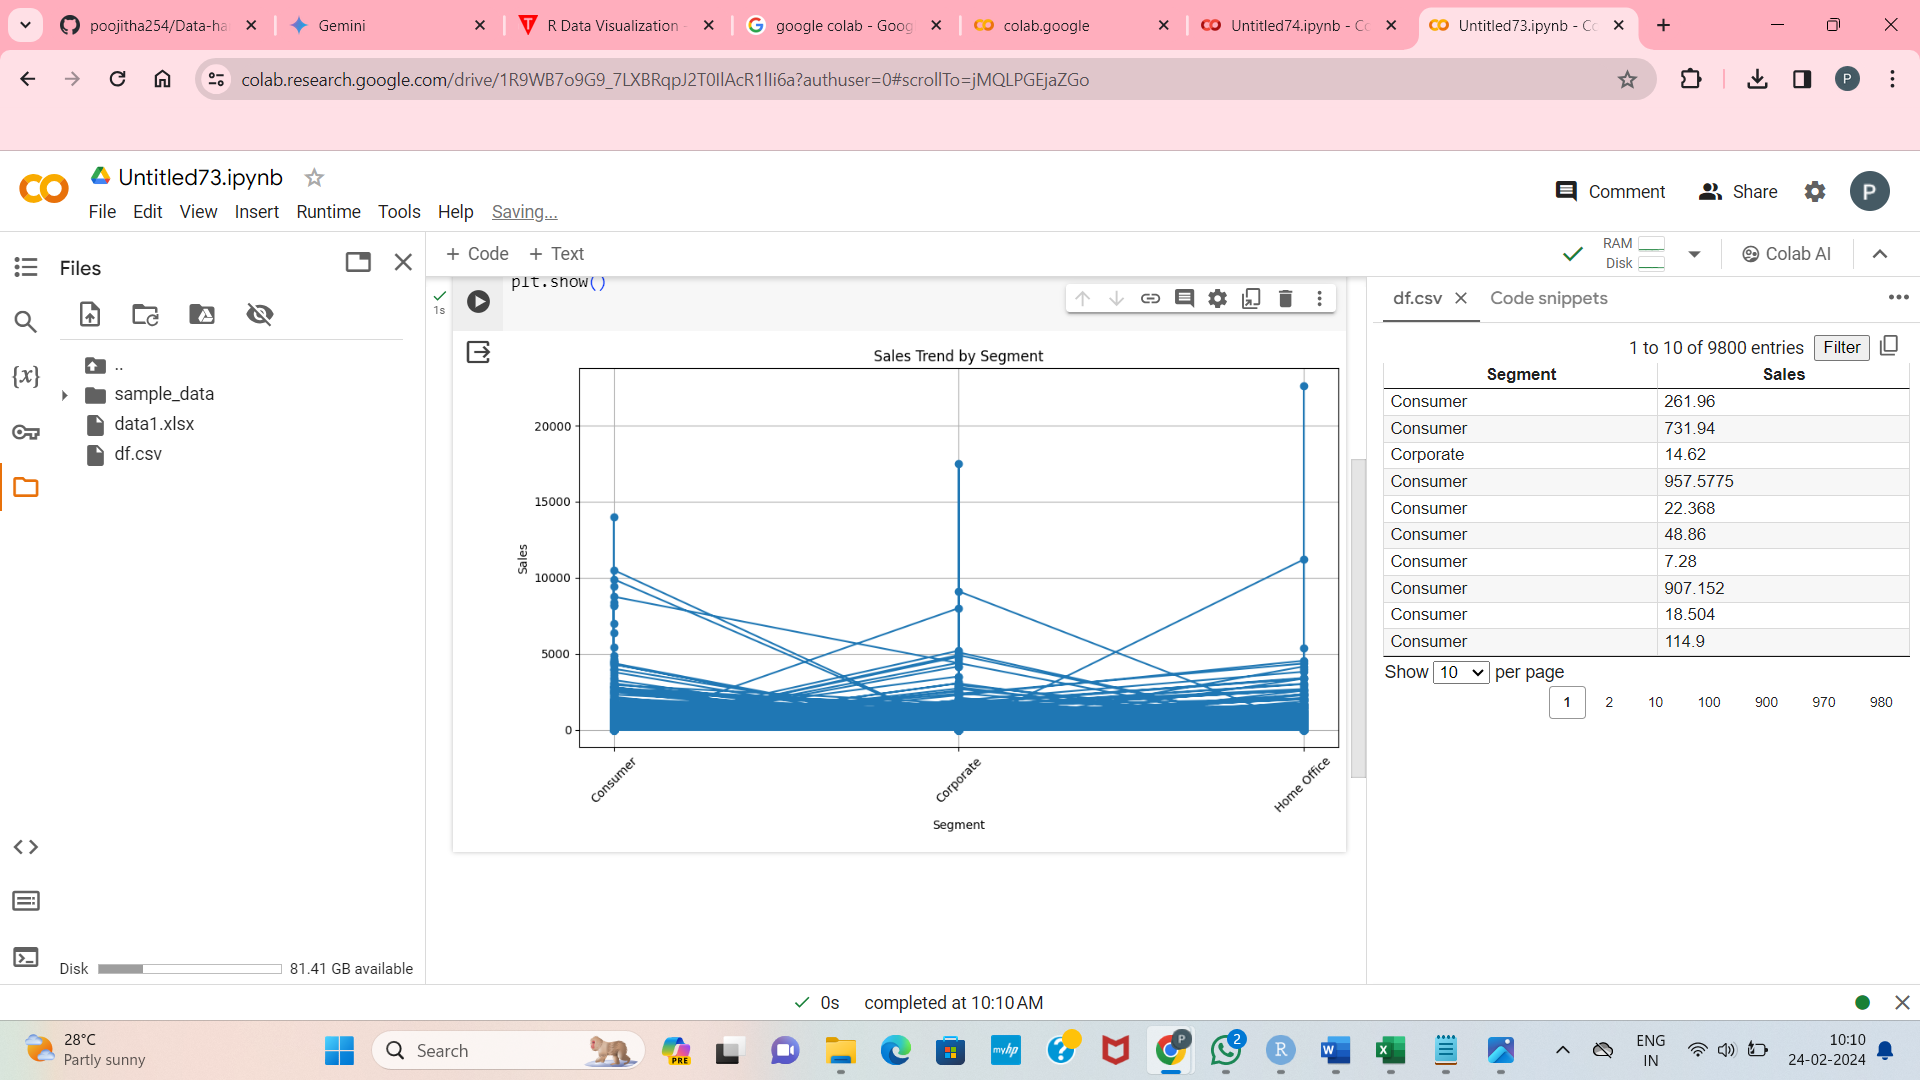 poojitha254/Data-ha
Gemini
R Data Visualization -
google colab - Goog
colab.google
Untitled74.ipynb - Co
Untitled73.ipynb - Co
colab.research.google.com/drive/1R9WB7o9G9_7LXBRqpJ2T0IlAcR1lIi6a?authuser=0#scrollTo=jMQLPGEjaZGo
P
Untitled73.ipynb
File Edit View Insert Runtime Tools Help Saving...
Comment
Share
P
Files
+ Code + Text
RAM
Disk
Colab AI
..
sample_data
data1.xlsx
df.csv
{x}
1s
plt.show()
Sales Trend by Segment
20000
15000
10000
5000
0
Sales
Consumer
Corporate
Home Office
Segment
df.csv
Code snippets
1 to 10 of 9800 entries Filter
Segment Sales
Consumer 261.96
Consumer 731.94
Corporate 14.62
Consumer 957.5775
Consumer 22.368
Consumer 48.86
Consumer 7.28
Consumer 907.152
Consumer 18.504
Consumer 114.9
Show 10 per page
1 2 10 100 900 970 980
Disk 81.41 GB available
0s completed at 10:10 AM
28°C
Partly sunny
Search
PRE
myhp
P
2
R
W
X
ENG
IN
10:10
24-02-2024